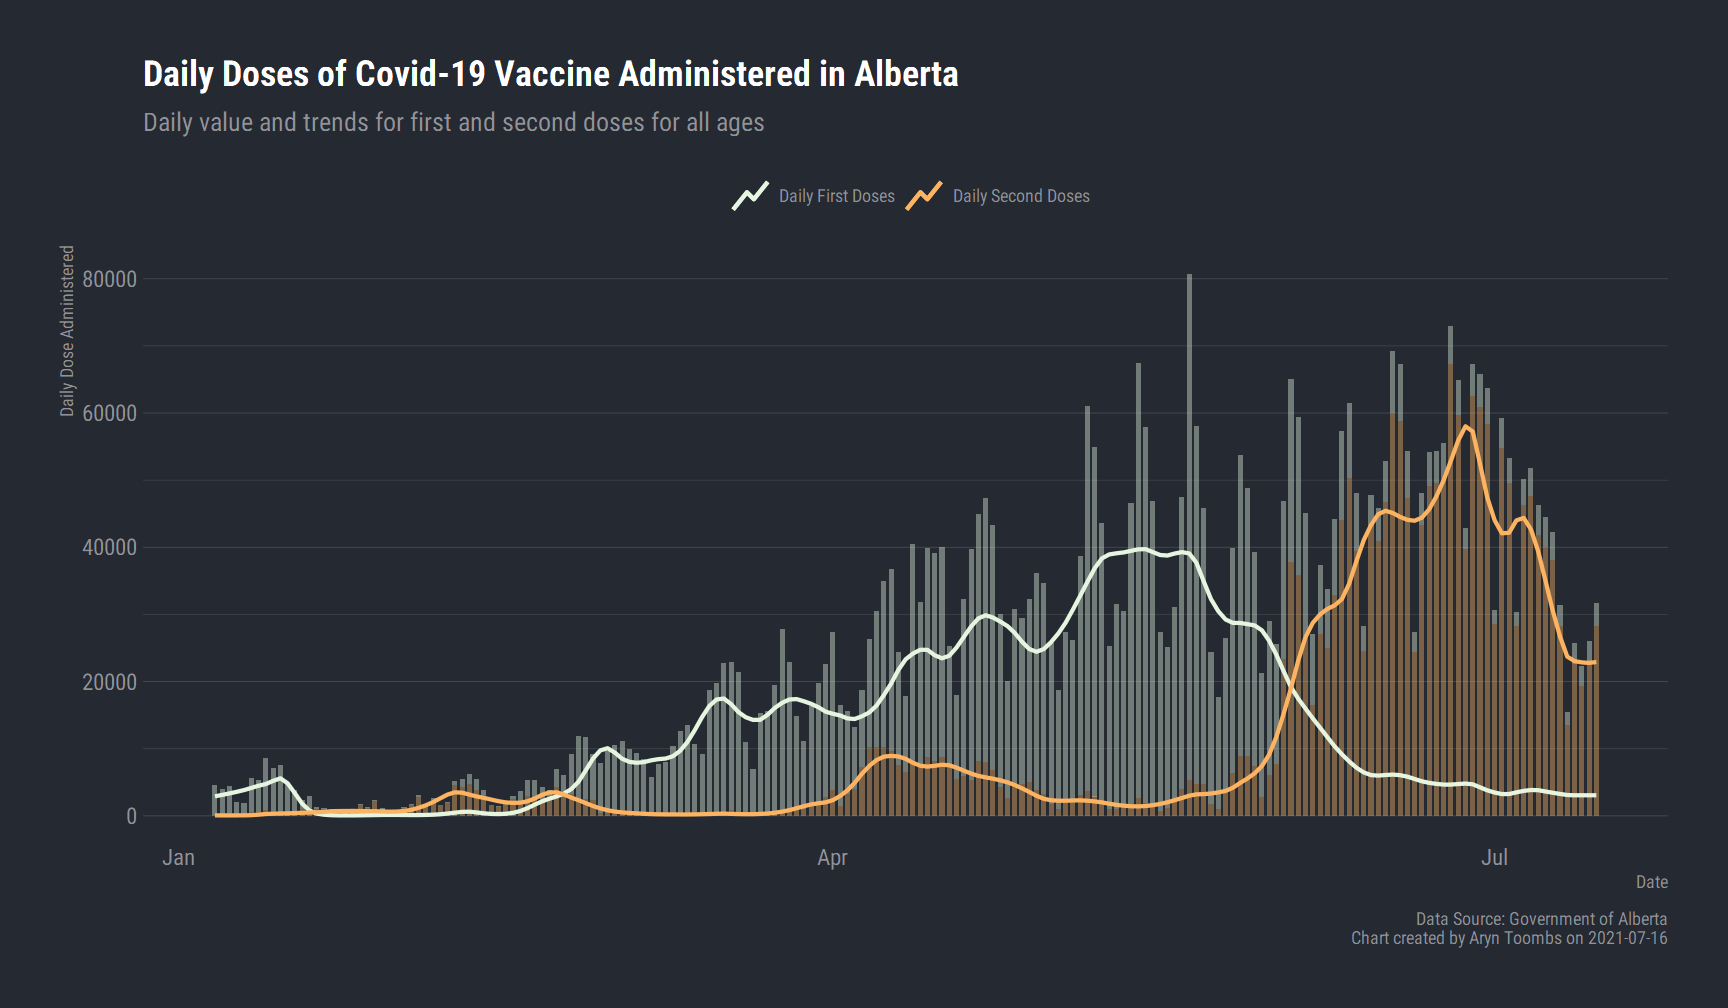 Daily Doses of Covid-19 Vaccine Administered in Alberta
Daily value and trends for first and second doses for all ages
Daily First Doses
Daily Second Doses
Daily Dose Administered
80000
60000
40000
20000
0
Jan
Apr
Jul
Date
Data Source: Government of Alberta
Chart created by Aryn Toombs on 2021-07-16